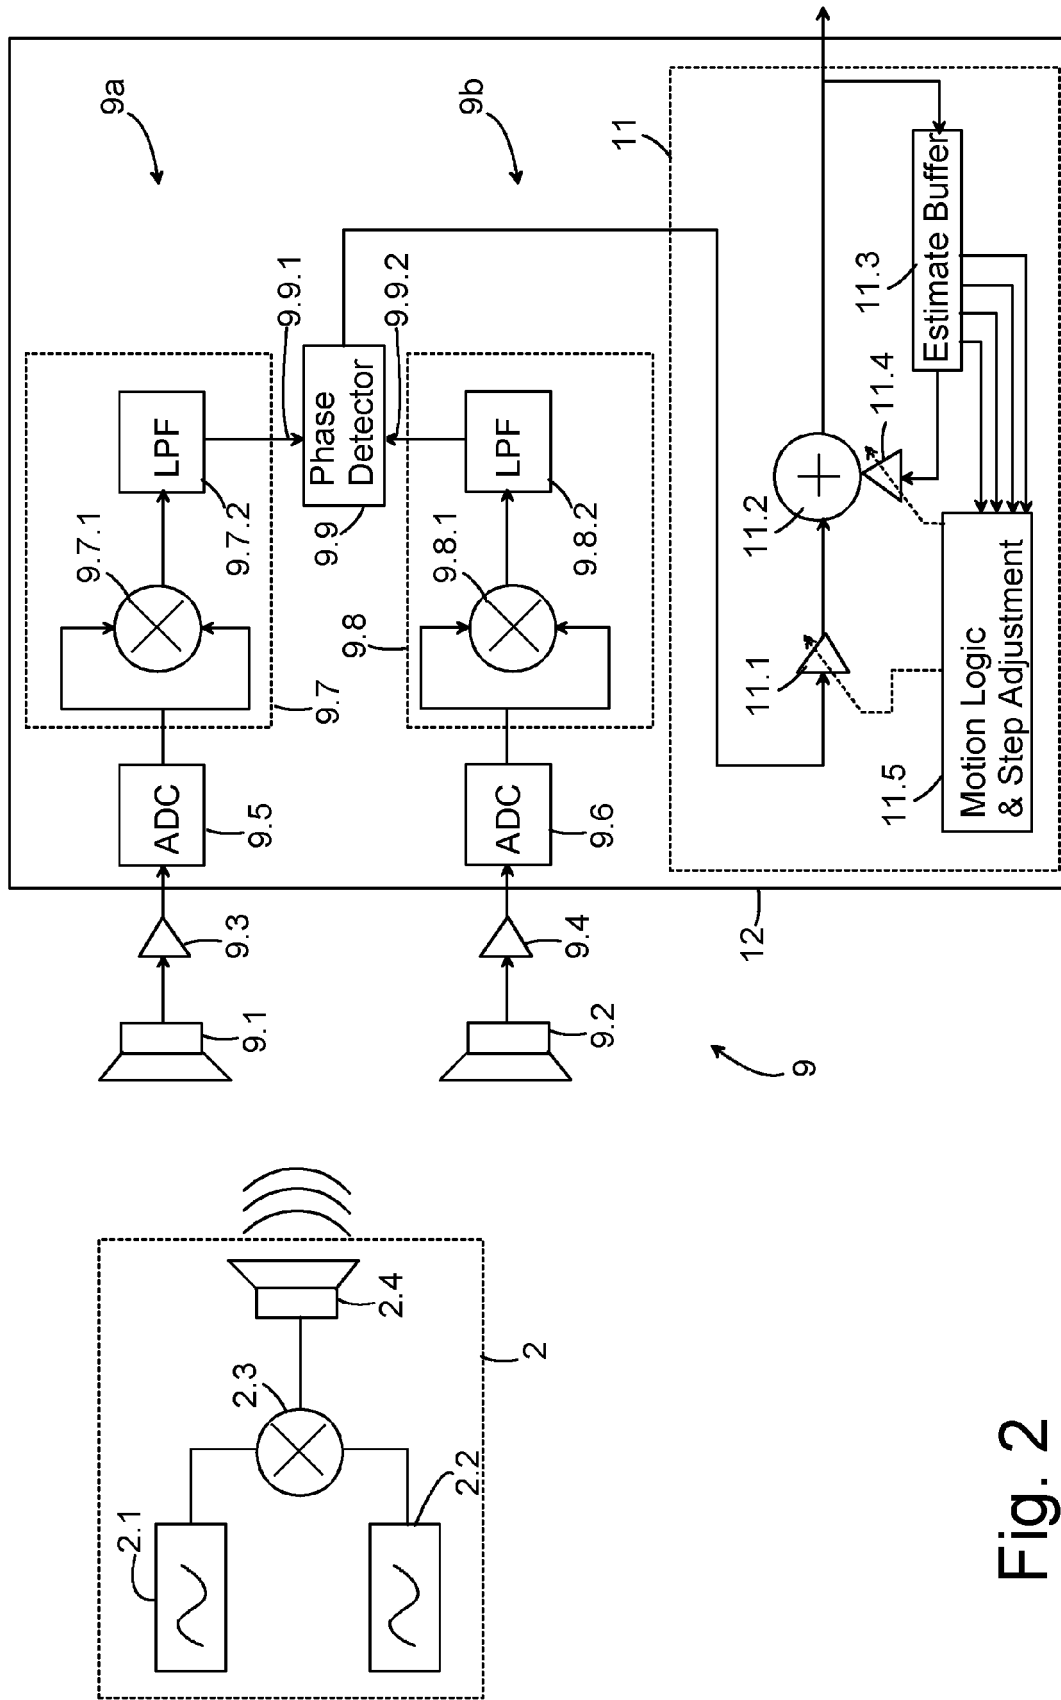 9a
9b
11
9.7.1
LPF
9.7.2
9.7
ADC
9.5
9.3
9.1
9.9.1
Phase
Detector
9.9
9.9.2
9.8
9.8.1
LPF
9.8.2
ADC
9.6
9.4
9.2
9
12
11.1
11.2
11.3
Estimate Buffer
11.4
11.5
Motion Logic
& Step Adjustment
2.1
2.2
2.3
2.4
2
Fig. 2